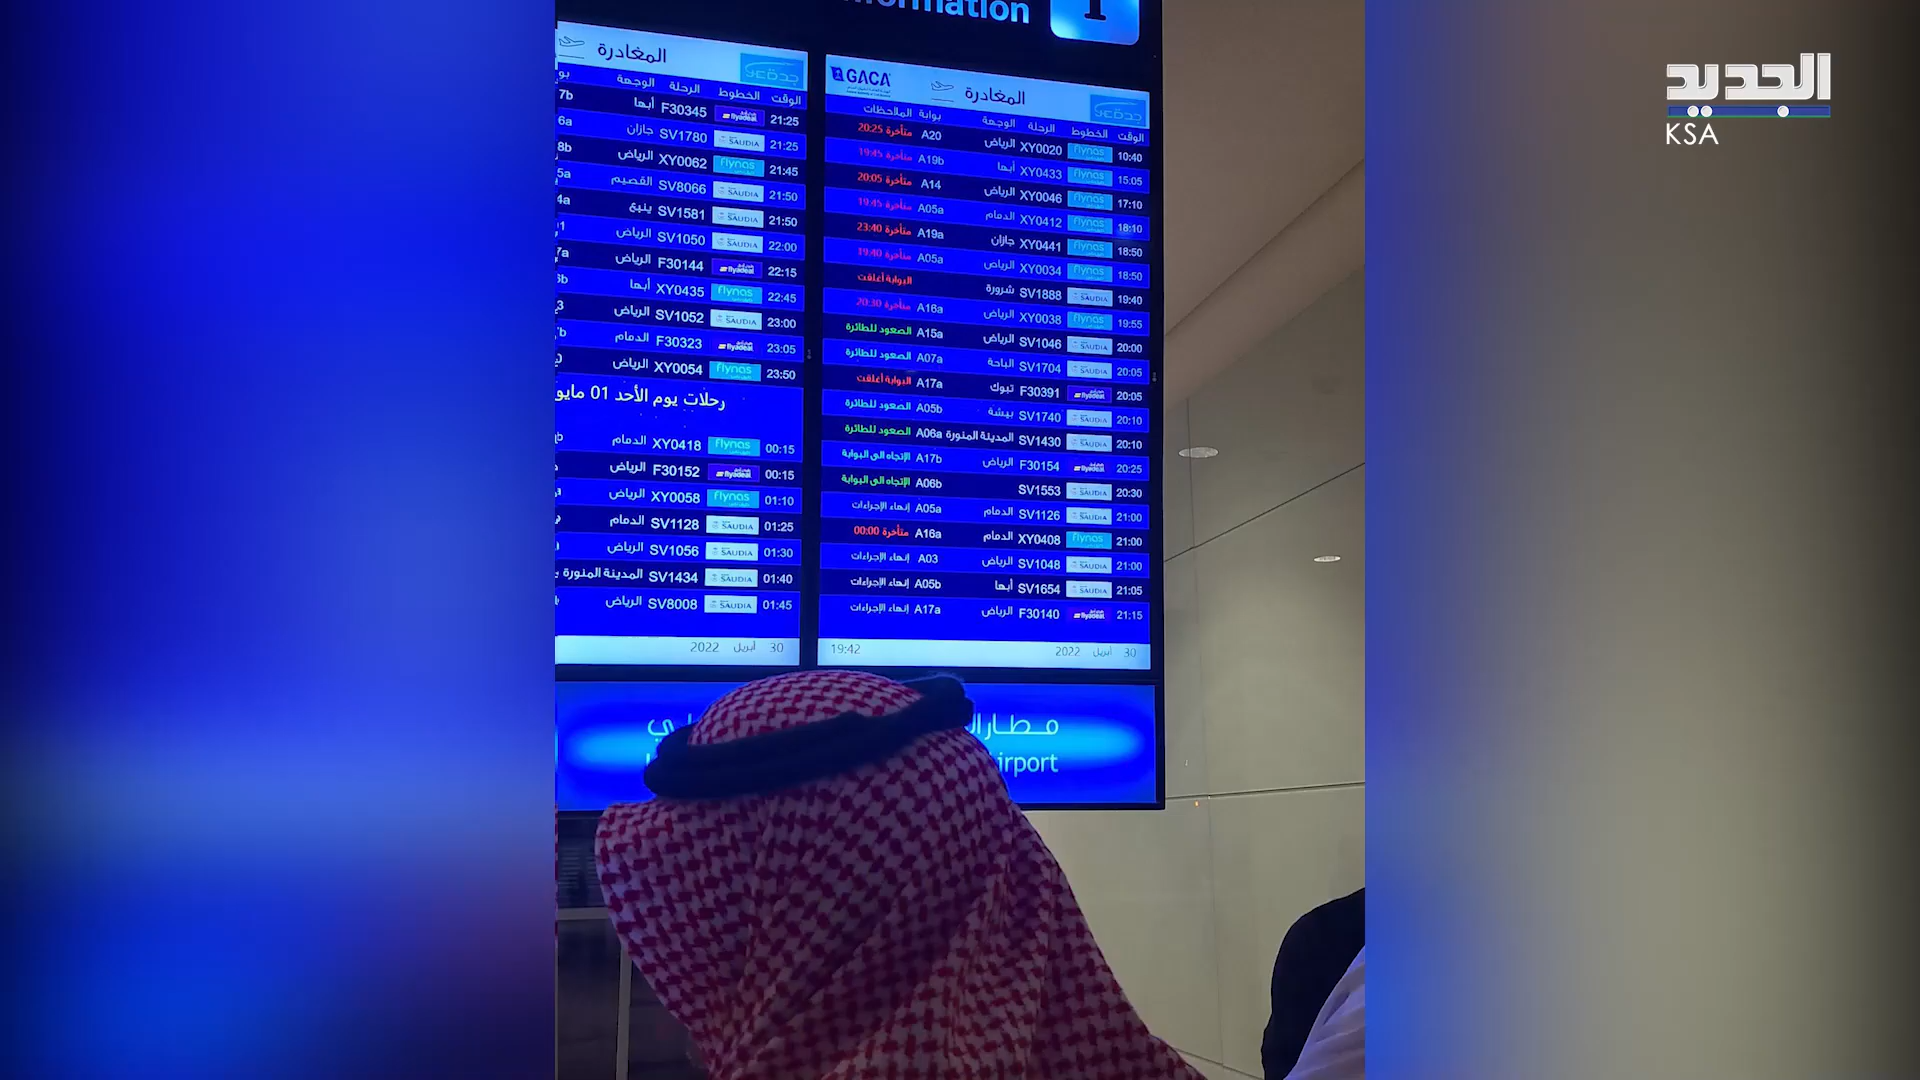 المغادرة
الوقت الخطوط الرحلة الوجهة
21:25 flyadeal F30345 أبها 7b
21:25 SAUDIA SV1780 جازان 6a
21:45 flynas XY0062 الرياض 8b
21:50 SAUDIA SV8066 القصيم 5a
21:50 SAUDIA SV1581 ينبع 4a
22:00 SAUDIA SV1050 الرياض
22:15 flyadeal F30144 الرياض 7a
22:45 flynas XY0435 أبها 6b
23:00 SAUDIA SV1052 الرياض
23:05 flyadeal F30323 الدمام
23:50 flynas XY0054 الرياض
رحلات يوم الأحد 01 مايو
00:15 flynas XY0418 الدمام
00:15 flyadeal F30152 الرياض
01:10 flynas XY0058 الرياض
01:25 SAUDIA SV1128 الدمام
01:30 SAUDIA SV1056 الرياض
01:40 SAUDIA SV1434 المدينة المنورة
01:45 SAUDIA SV8008 الرياض
30 أبريل 2022
GACA
المغادرة
الوقت الخطوط الرحلة الوجهة بوابة الملاحظات
10:40 flynas XY0020 الرياض A20 متأخرة 20:25
15:05 flynas XY0433 أبها A19b متأخرة 19:45
17:10 flynas XY0046 الرياض A14 متأخرة 20:05
18:10 flynas XY0412 الدمام A05a متأخرة 19:45
18:50 flynas XY0441 جازان A19a متأخرة 23:40
18:50 flynas XY0034 الرياض A05a متأخرة 19:40
19:40 SAUDIA SV1888 شرورة البوابة أغلقت
19:55 flynas XY0038 الرياض A16a متأخرة 20:30
20:00 SAUDIA SV1046 الرياض A15a الصعود للطائرة
20:05 SAUDIA SV1704 الباحة A07a الصعود للطائرة
20:05 flyadeal F30391 تبوك A17a البوابة أغلقت
20:10 SAUDIA SV1740 بيشة A05b الصعود للطائرة
20:10 SAUDIA SV1430 المدينة المنورة A06a الصعود للطائرة
20:25 flyadeal F30154 الرياض A17b الإتجاه الى البوابة
20:30 SAUDIA SV1553 A06b الإتجاه الى البوابة
21:00 SAUDIA SV1126 الدمام A05a إنهاء الإجراءات
21:00 flynas XY0408 الدمام A16a متأخرة 00:00
21:00 SAUDIA SV1048 الرياض A03 إنهاء الإجراءات
21:05 SAUDIA SV1654 أبها A05b إنهاء الإجراءات
21:15 flyadeal F30140 الرياض A17a إنهاء الإجراءات
30 أبريل 2022 19:42
الجديد
KSA